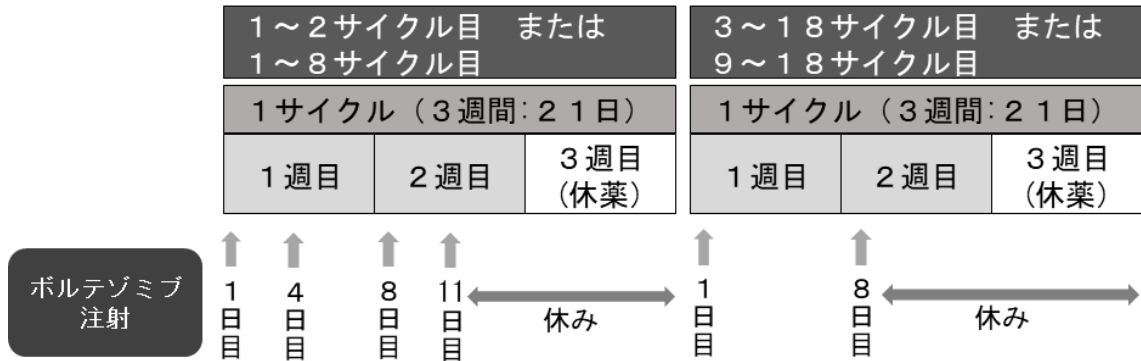 １～２サイクル目　または
１～８サイクル目
３～１８サイクル目　または
９～１８サイクル目
１サイクル（３週間：２１日）
１サイクル（３週間：２１日）
１週目
２週目
３週目
（休薬）
１週目
２週目
３週目
（休薬）
ボルテゾミブ
注射
1日目
4日目
8日目
11日目
休み
1日目
8日目
休み